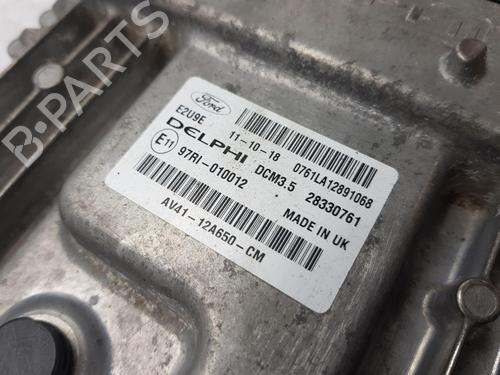 Ford
E2U9E
11-10-18 0761LA12891068
DELPHI DCM3.5 28330761
E11 97RI-010012 MADE IN UK
AV41-12A650-CM
B-Parts